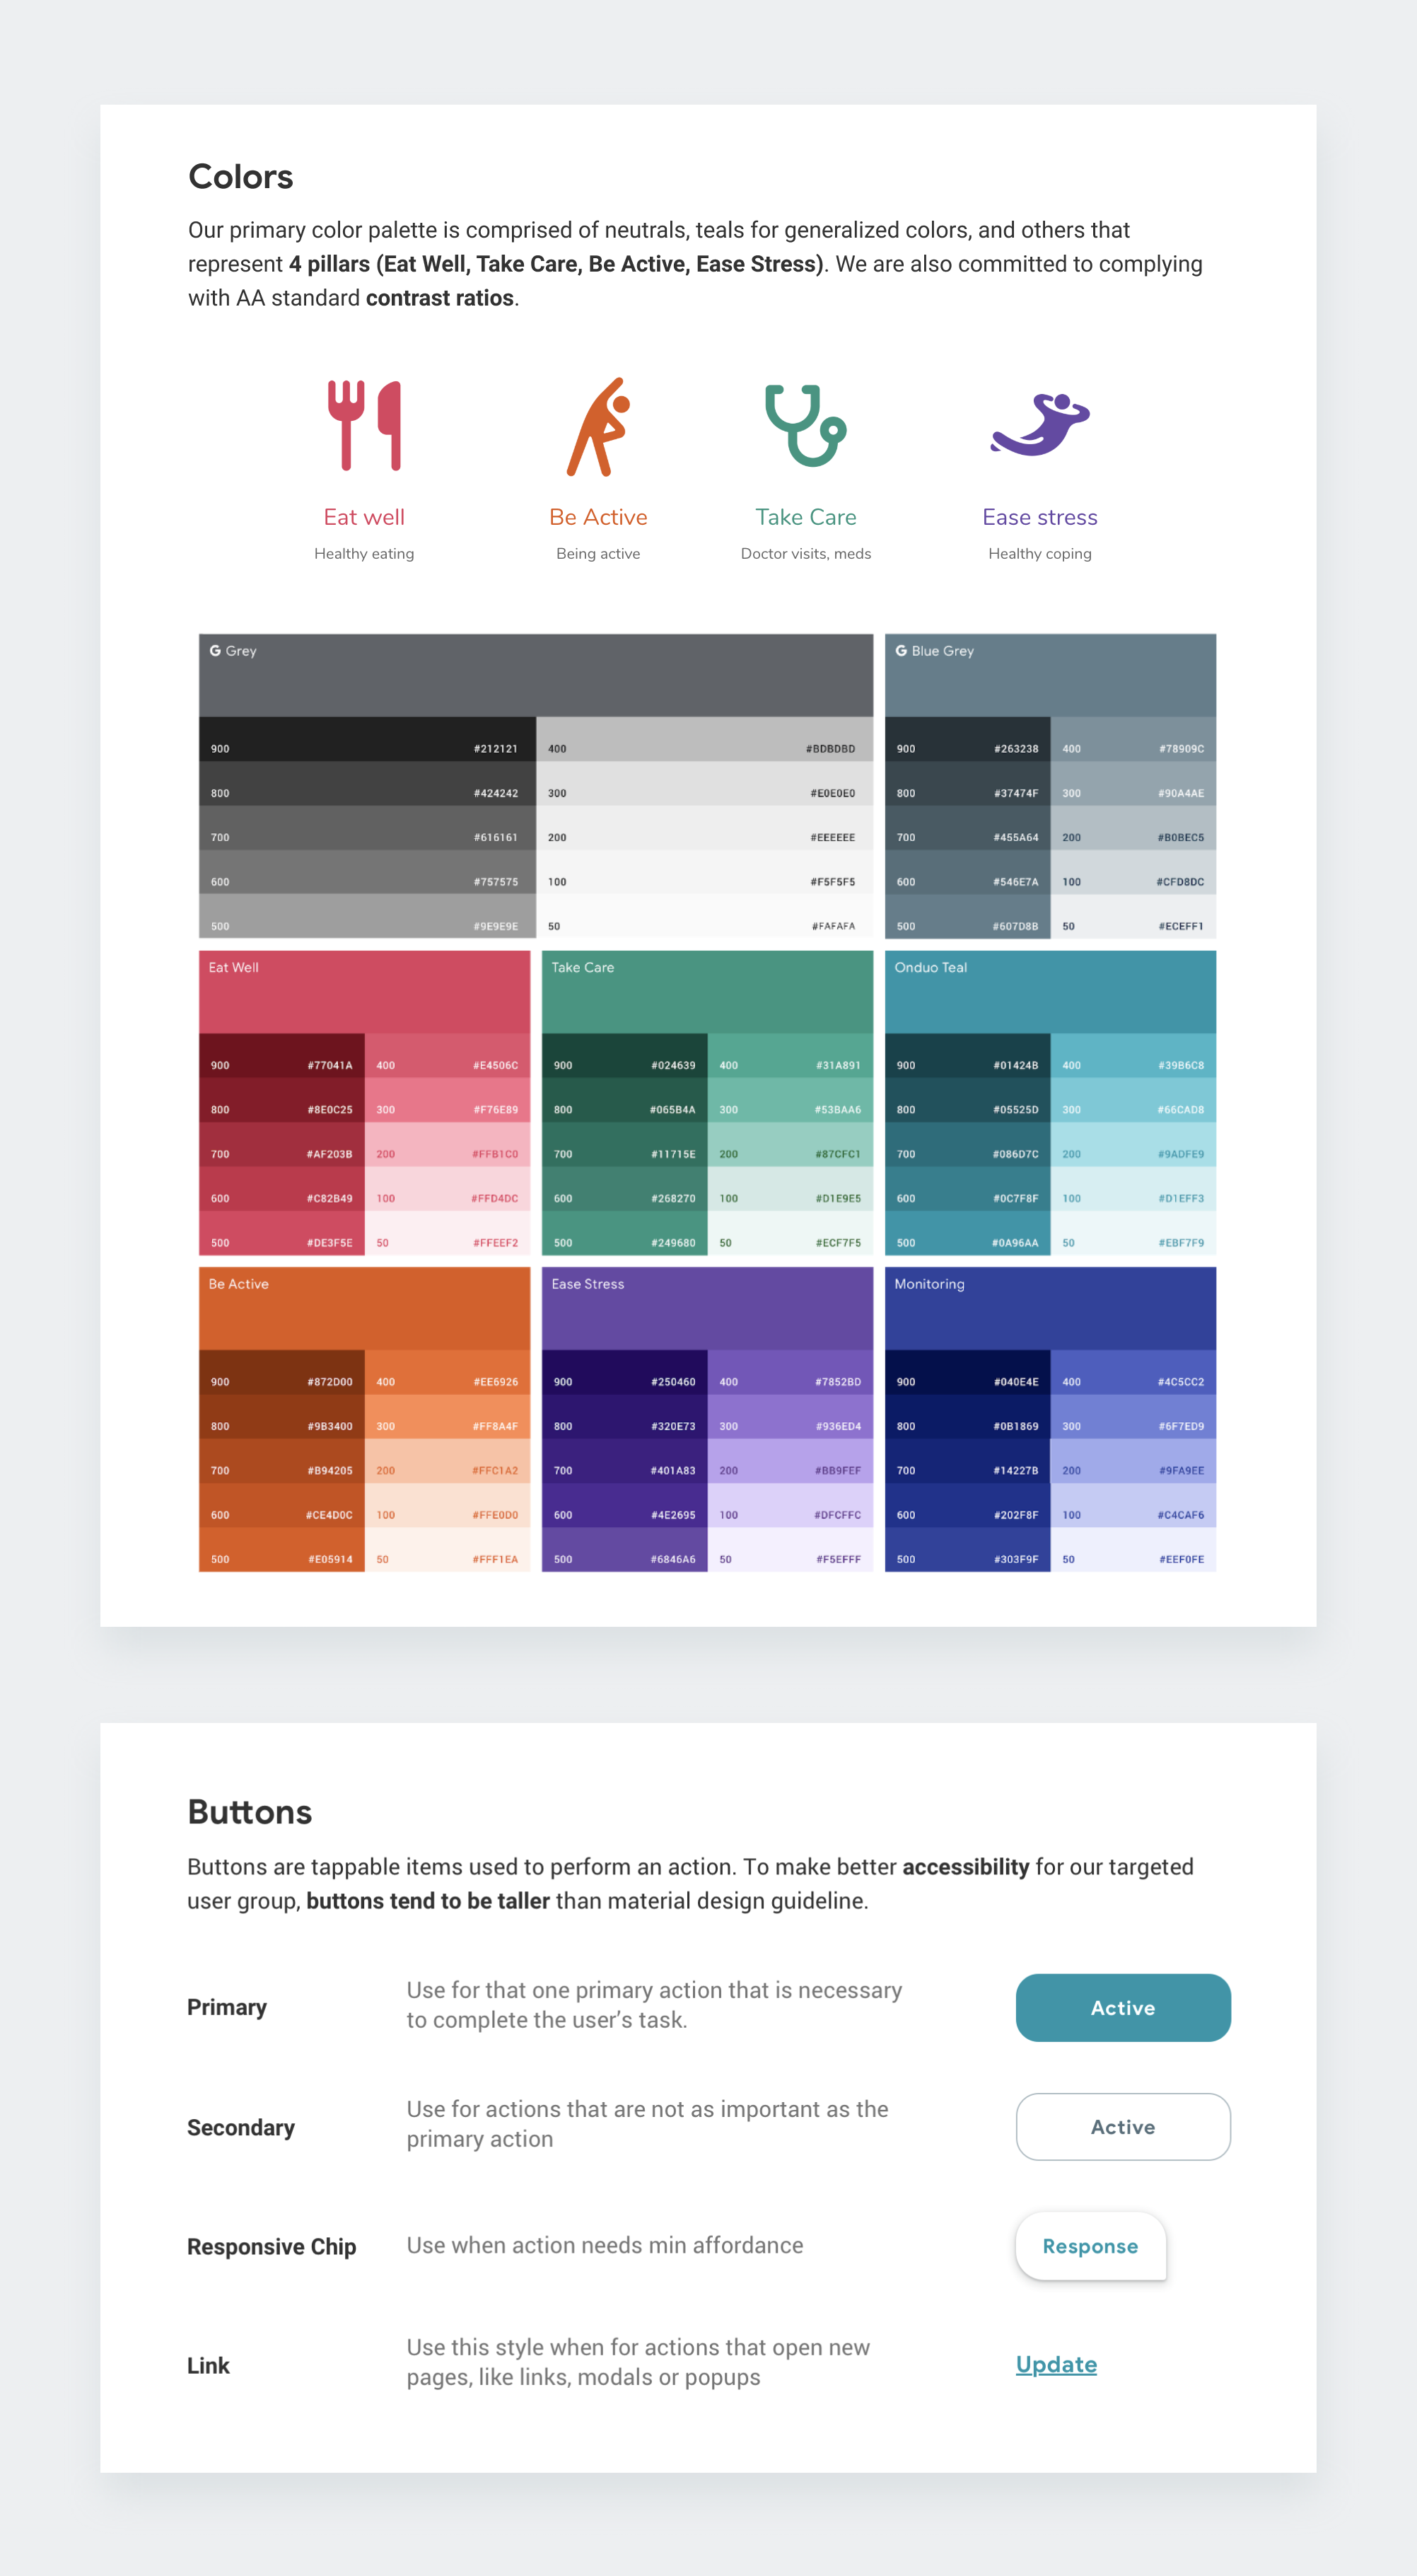 Colors
Our primary color palette is comprised of neutrals, teals for generalized colors, and others that
represent 4 pillars (Eat Well, Take Care, Be Active, Ease Stress). We are also committed to complying
with AA standard contrast ratios.
Eat well
Healthy eating
Be Active
Being active
Take Care
Doctor visits, meds
Ease stress
Healthy coping
G Grey
900 #212121
800 #424242
700 #616161
600 #757575
500 #9E9E9E
400 #BDBDBD
300 #E0E0E0
200 #EEEEEE
100 #F5F5F5
50 #FAFAFA
G Blue Grey
900 #263238
800 #37474F
700 #455A64
600 #546E7A
500 #607D8B
400 #78909C
300 #90A4AE
200 #B0BEC5
100 #CFD8DC
50 #ECEFF1
Eat Well
900 #77041A
800 #8E0C25
700 #AF203B
600 #C82B49
500 #DE3F5E
400 #E4506C
300 #F76E89
200 #FFB1C0
100 #FFD4DC
50 #FFEEF2
Take Care
900 #024639
800 #065B4A
700 #11715E
600 #268270
500 #249680
400 #31A891
300 #53BAA6
200 #87CFC1
100 #D1E9E5
50 #ECF7F5
Onduo Teal
900 #01424B
800 #05525D
700 #086D7C
600 #0C7F8F
500 #0A96AA
400 #39B6C8
300 #66CAD8
200 #9ADFE9
100 #D1EFF3
50 #EBF7F9
Be Active
900 #872D00
800 #9B3400
700 #B94205
600 #CE4D0C
500 #E05914
400 #EE6926
300 #FF8A4F
200 #FFC1A2
100 #FFE0D0
50 #FFF1EA
Ease Stress
900 #250460
800 #320E73
700 #401A83
600 #4E2695
500 #6846A6
400 #7852BD
300 #936ED4
200 #BB9FEF
100 #DFCFFC
50 #F5EFFF
Monitoring
900 #040E4E
800 #0B1869
700 #14227B
600 #202F8F
500 #303F9F
400 #4C5CC2
300 #6F7ED9
200 #9FA9EE
100 #C4CAF6
50 #EEF0FE
Buttons
Buttons are tappable items used to perform an action. To make better accessibility for our targeted
user group, buttons tend to be taller than material design guideline.
Primary
Use for that one primary action that is necessary
to complete the user’s task.
Active
Secondary
Use for actions that are not as important as the
primary action
Active
Responsive Chip
Use when action needs min affordance
Response
Link
Use this style when for actions that open new
pages, like links, modals or popups
Update